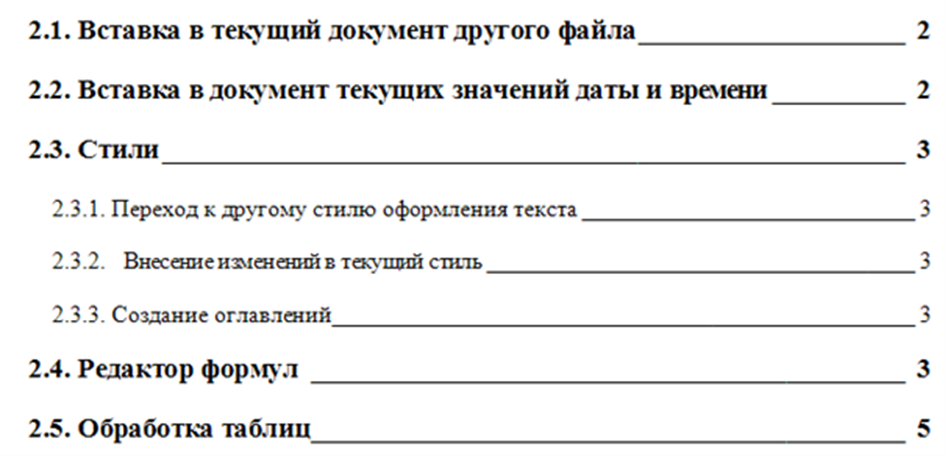 2.1. Вставка в текущий документ другого файла 2
2.2. Вставка в документ текущих значений даты и времени 2
2.3. Стили 3
2.3.1. Переход к другому стилю оформления текста 3
2.3.2. Внесение изменений в текущий стиль 3
2.3.3. Создание оглавлений 3
2.4. Редактор формул 3
2.5. Обработка таблиц 5